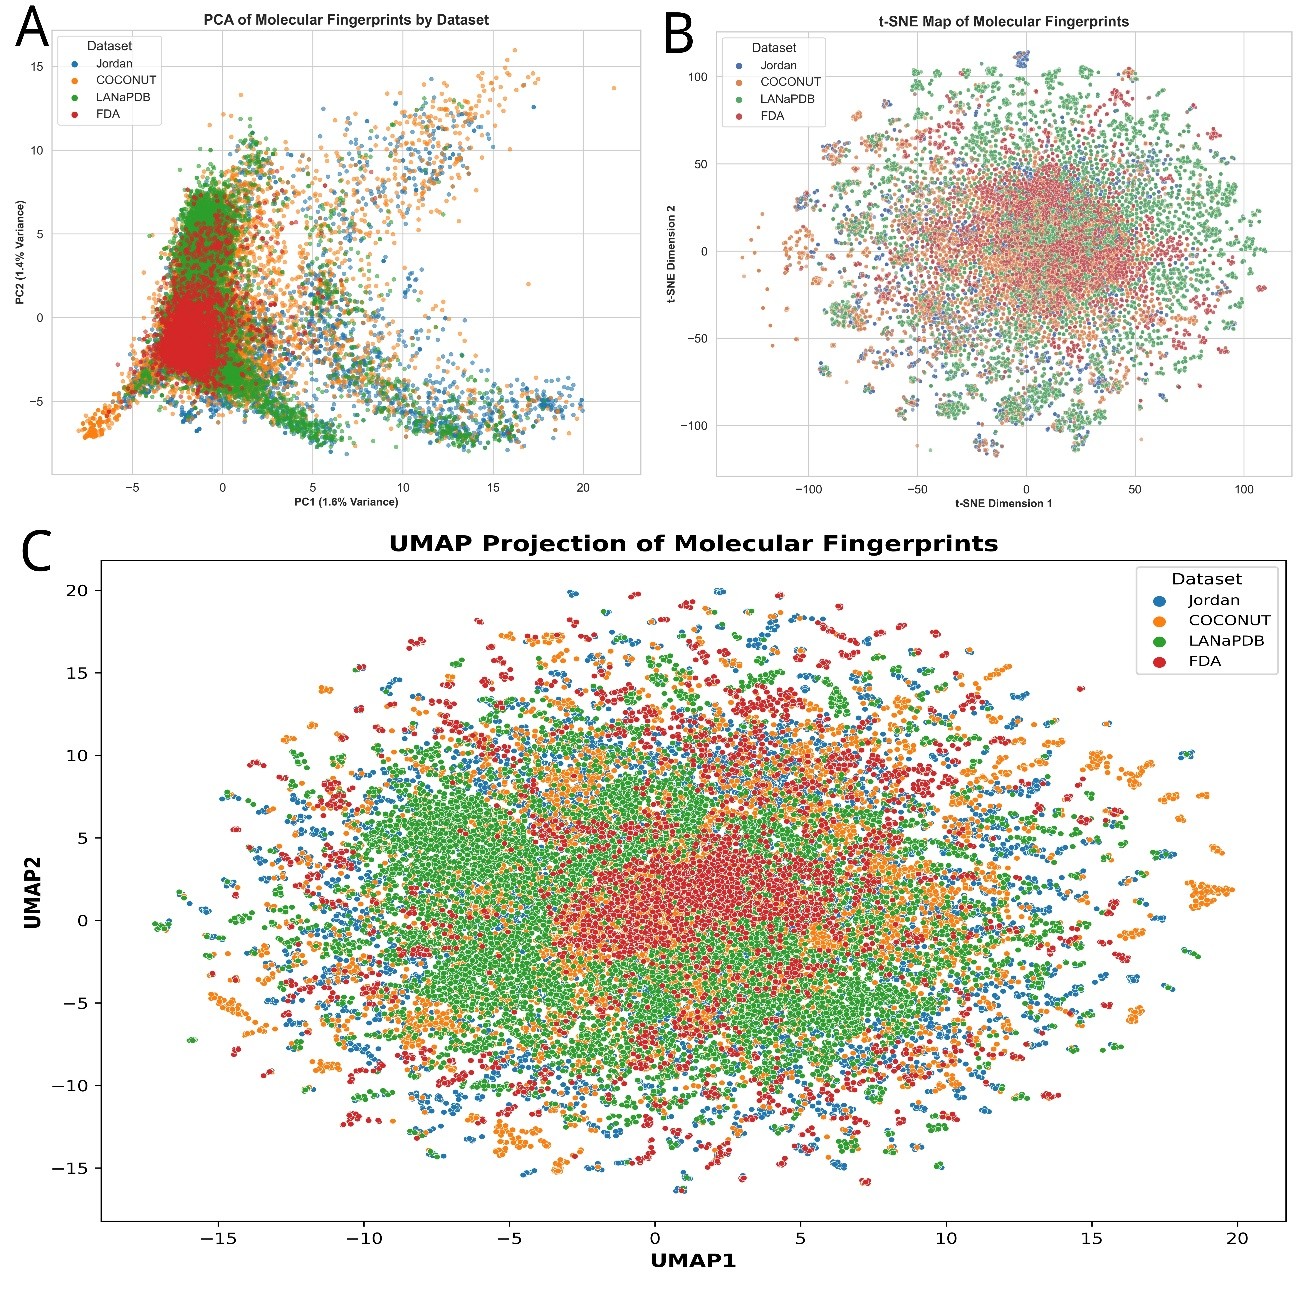 A
PCA of Molecular Fingerprints by Dataset
Dataset
Jordan
COCONUT
LANaPDB
FDA
15
10
5
0
−5
PC2 (1.4% Variance)
−5 0 5 10 15 20
PC1 (1.6% Variance)
B
t-SNE Map of Molecular Fingerprints
Dataset
Jordan
COCONUT
LANaPDB
FDA
100
50
0
−50
−100
t-SNE Dimension 2
−100 −50 0 50 100
t-SNE Dimension 1
C
UMAP Projection of Molecular Fingerprints
Dataset
Jordan
COCONUT
LANaPDB
FDA
20
15
10
5
0
−5
−10
−15
UMAP2
−15 −10 −5 0 5 10 15 20
UMAP1